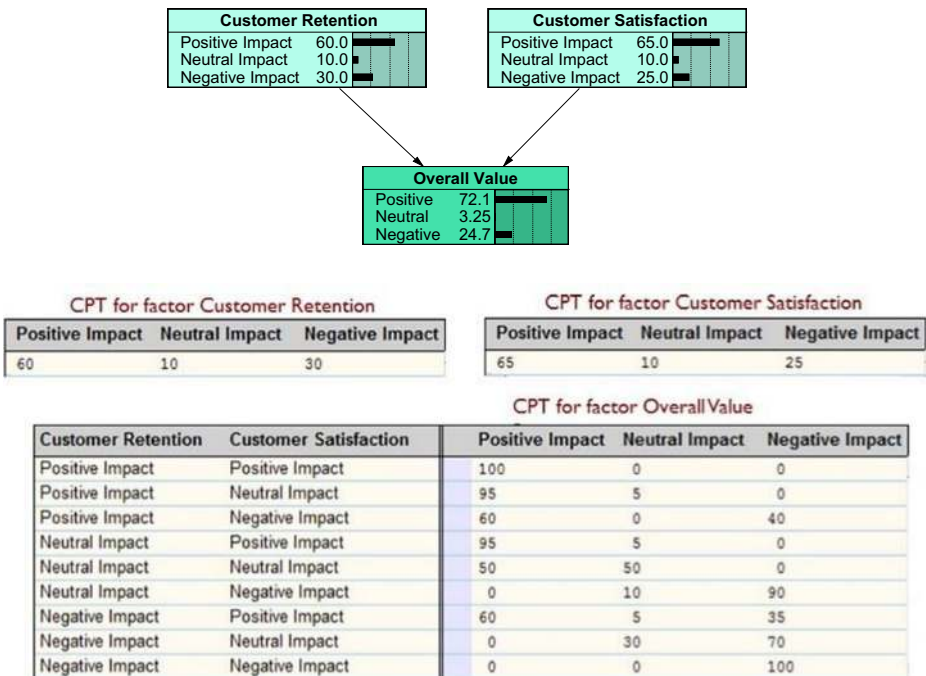 Customer Retention
Positive Impact 60.0
Neutral Impact 10.0
Negative Impact 30.0
Customer Satisfaction
Positive Impact 65.0
Neutral Impact 10.0
Negative Impact 25.0
Overall Value
Positive 72.1
Neutral 3.25
Negative 24.7
CPT for factor Customer Retention
Positive Impact Neutral Impact Negative Impact
60 10 30
CPT for factor Customer Satisfaction
Positive Impact Neutral Impact Negative Impact
65 10 25
CPT for factor Overall Value
Customer Retention Customer Satisfaction Positive Impact Neutral Impact Negative Impact
Positive Impact Positive Impact 100 0 0
Positive Impact Neutral Impact 95 5 0
Positive Impact Negative Impact 60 0 40
Neutral Impact Positive Impact 95 5 0
Neutral Impact Neutral Impact 50 50 0
Neutral Impact Negative Impact 0 10 90
Negative Impact Positive Impact 60 5 35
Negative Impact Neutral Impact 0 30 70
Negative Impact Negative Impact 0 0 100